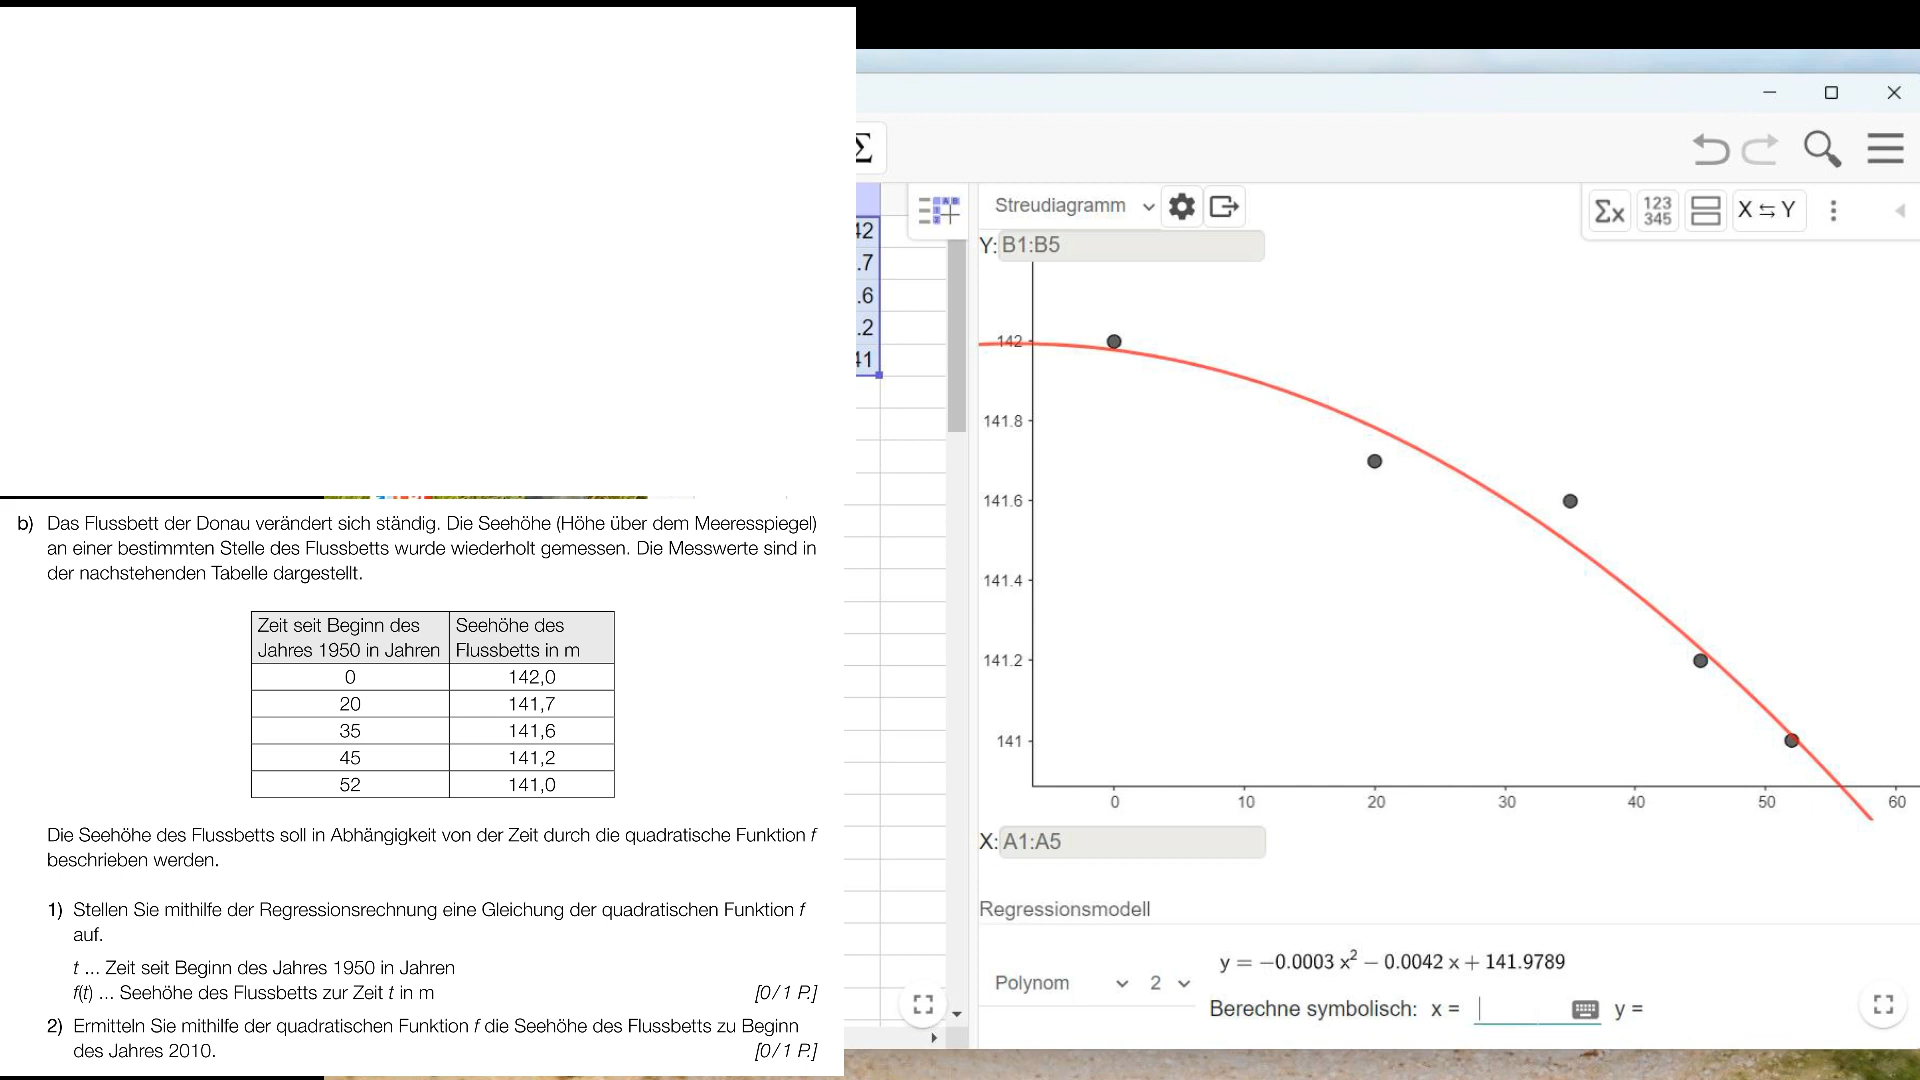 b) Das Flussbett der Donau verändert sich ständig. Die Seehöhe (Höhe über dem Meeresspiegel)
an einer bestimmten Stelle des Flussbetts wurde wiederholt gemessen. Die Messwerte sind in
der nachstehenden Tabelle dargestellt.
Zeit seit Beginn des Jahres 1950 in Jahren
Seehöhe des Flussbetts in m
0 142,0
20 141,7
35 141,6
45 141,2
52 141,0
Die Seehöhe des Flussbetts soll in Abhängigkeit von der Zeit durch die quadratische Funktion f
beschrieben werden.
1) Stellen Sie mithilfe der Regressionsrechnung eine Gleichung der quadratischen Funktion f
auf.
t ... Zeit seit Beginn des Jahres 1950 in Jahren
f(t) ... Seehöhe des Flussbetts zur Zeit t in m [0/1 P.]
2) Ermitteln Sie mithilfe der quadratischen Funktion f die Seehöhe des Flussbetts zu Beginn
des Jahres 2010. [0/1 P.]
Σ
42
.7
.6
.2
41
Streudiagramm
Σx
123
345
X ⇆ Y
Y: B1:B5
142
141.8
141.6
141.4
141.2
141
0 10 20 30 40 50 60
X: A1:A5
Regressionsmodell
Polynom 2
y = −0.0003 x² − 0.0042 x + 141.9789
Berechne symbolisch: x = y =